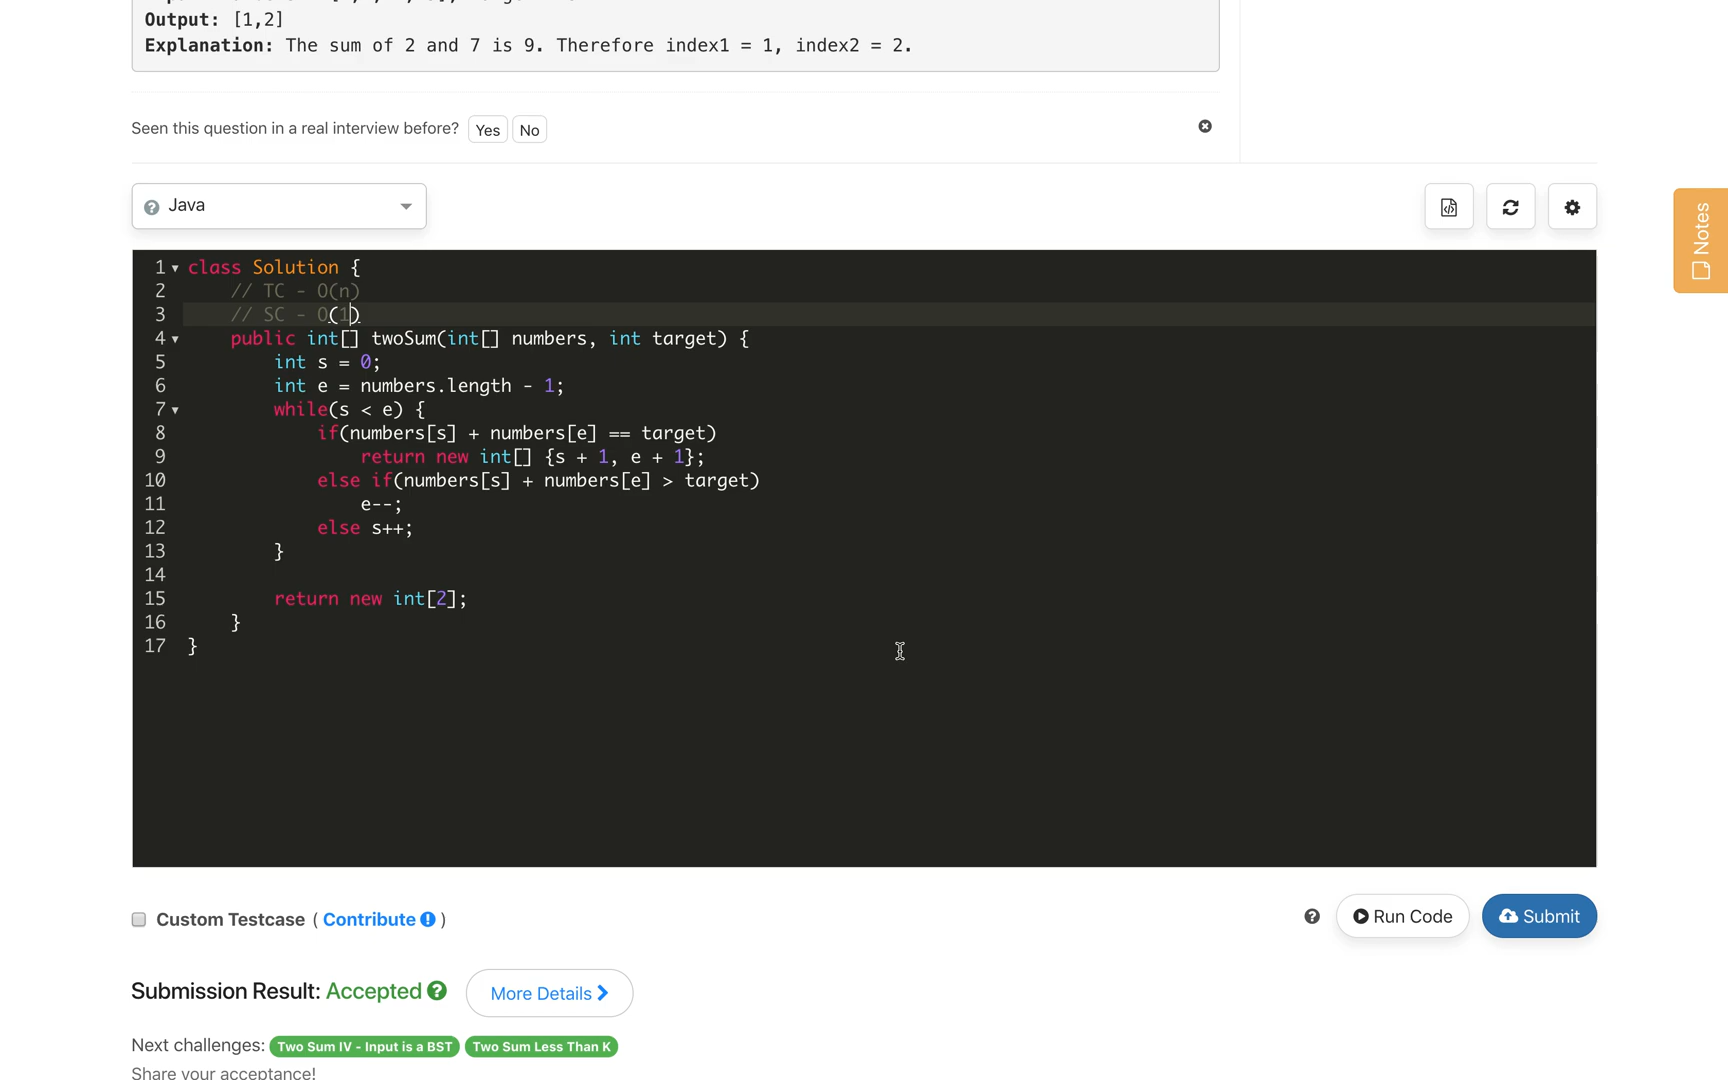 Output: [1,2]
Explanation: The sum of 2 and 7 is 9. Therefore index1 = 1, index2 = 2.
Seen this question in a real interview before? Yes No
Java
Notes
1 class Solution {
2 // TC - O(n)
3 // SC - O(1)
4 public int[] twoSum(int[] numbers, int target) {
5 int s = 0;
6 int e = numbers.length - 1;
7 while(s < e) {
8 if(numbers[s] + numbers[e] == target)
9 return new int[] {s + 1, e + 1};
10 else if(numbers[s] + numbers[e] > target)
11 e--;
12 else s++;
13 }
14
15 return new int[2];
16 }
17 }
Custom Testcase ( Contribute )
Run Code
Submit
Submission Result: Accepted
More Details
Next challenges: Two Sum IV - Input is a BST Two Sum Less Than K
Share your acceptance!